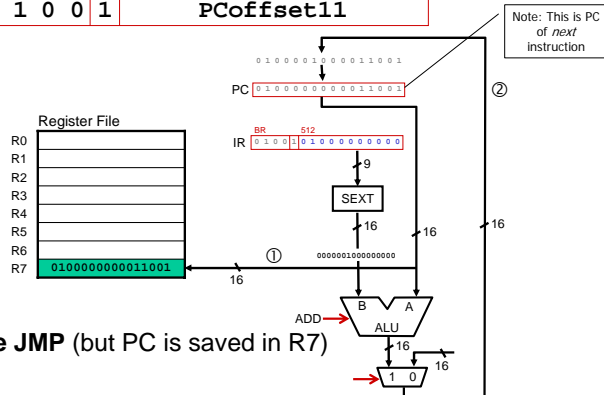 1 0 0 1 PCoffset11
Note: This is PC
of next
instruction
0 1 0 0 0 0 1 0 0 0 0 1 1 0 0 1
PC 0 1 0 0 0 0 0 0 0 0 0 1 1 0 0 1
②
Register File
BR 512
IR 0 1 0 0 1 0 1 0 0 0 0 0 0 0 0 0
R0
R1
R2
R3
R4
R5
R6
R7 0100000000011001
9
SEXT
16 16 16
0000001000000000
①
16
B A
ADD
ALU
e JMP (but PC is saved in R7)
16
16
1 0